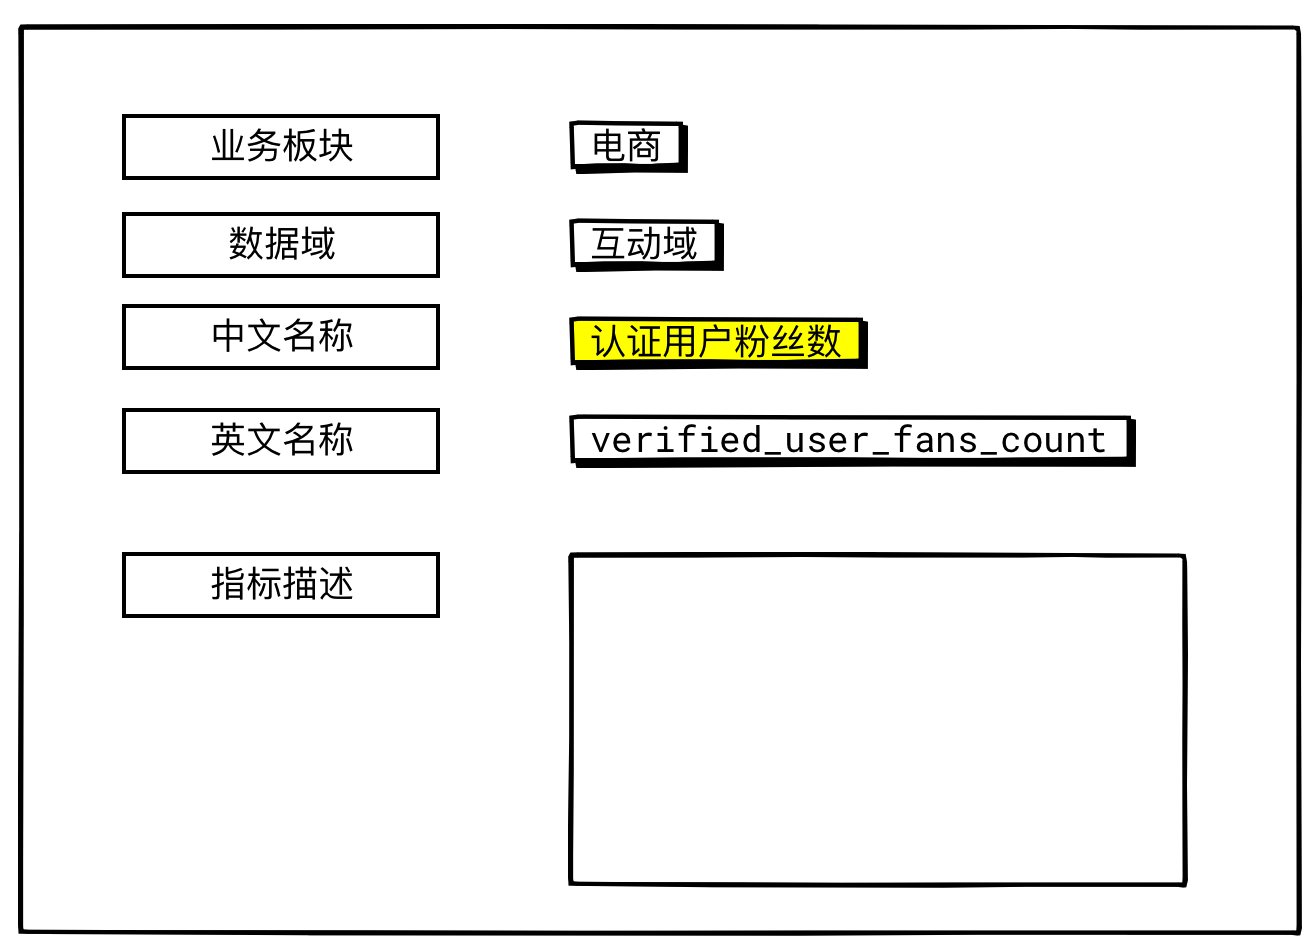 业务板块 电商
数据域 互动域
中文名称 认证用户粉丝数
英文名称 verified_user_fans_count
指标描述